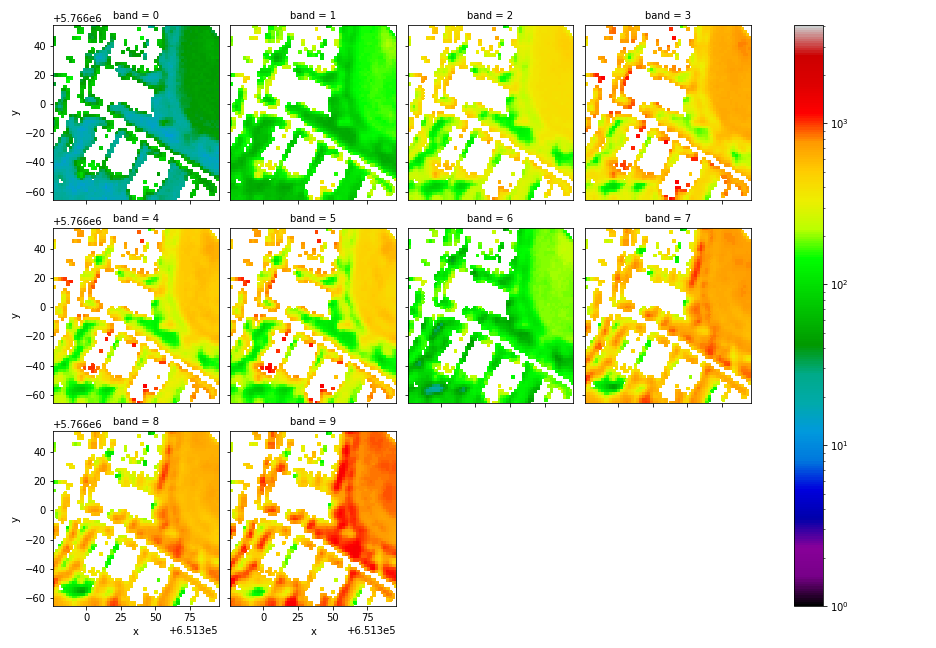 band = 0
band = 1
band = 2
band = 3
+5.766e6
40
20
0
−20
−40
−60
y
10³
band = 4
band = 5
band = 6
band = 7
+5.766e6
40
20
0
−20
−40
−60
y
10²
band = 8
band = 9
+5.766e6
40
20
0
−20
−40
−60
y
10¹
10⁰
0 25 50 75
x
+6.513e5
0 25 50 75
x
+6.513e5